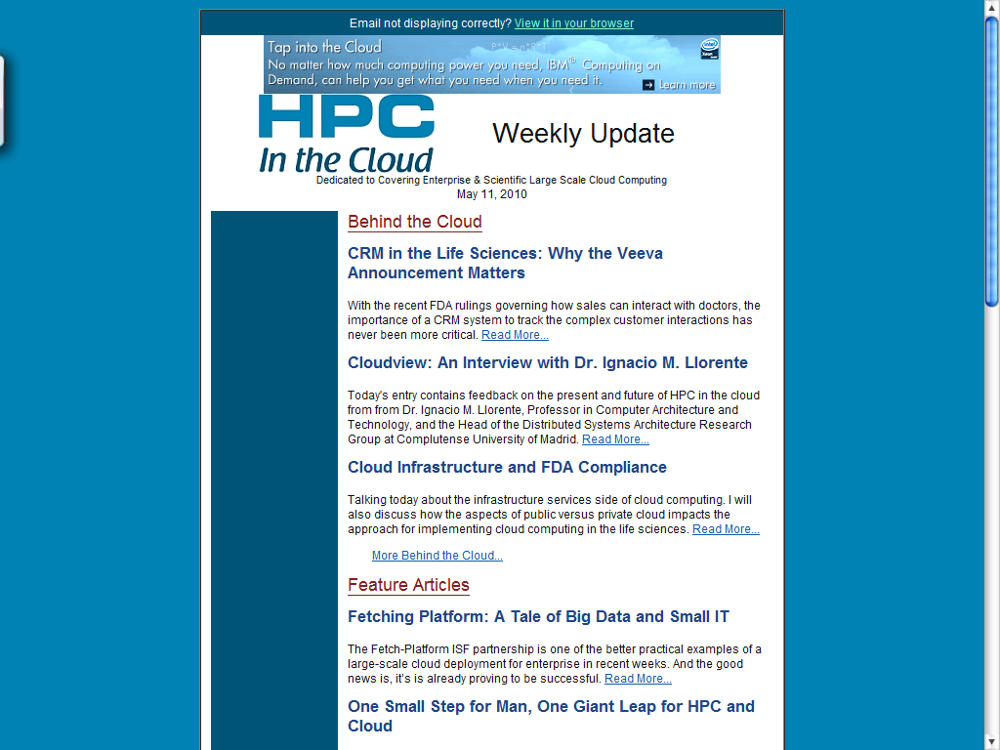 Email not displaying correctly? View it in your browser
Tap into the Cloud
No matter how much computing power you need, IBM® Computing on
Demand, can help you get what you need when you need it.
Learn more
HPC
In the Cloud
Weekly Update
Dedicated to Covering Enterprise & Scientific Large Scale Cloud Computing
May 11, 2010
Behind the Cloud
CRM in the Life Sciences: Why the Veeva
Announcement Matters
With the recent FDA rulings governing how sales can interact with doctors, the
importance of a CRM system to track the complex customer interactions has
never been more critical. Read More...
Cloudview: An Interview with Dr. Ignacio M. Llorente
Today's entry contains feedback on the present and future of HPC in the cloud
from from Dr. Ignacio M. Llorente, Professor in Computer Architecture and
Technology, and the Head of the Distributed Systems Architecture Research
Group at Complutense University of Madrid. Read More...
Cloud Infrastructure and FDA Compliance
Talking today about the infrastructure services side of cloud computing. I will
also discuss how the aspects of public versus private cloud impacts the
approach for implementing cloud computing in the life sciences. Read More...
More Behind the Cloud...
Feature Articles
Fetching Platform: A Tale of Big Data and Small IT
The Fetch-Platform ISF partnership is one of the better practical examples of a
large-scale cloud deployment for enterprise in recent weeks. And the good
news is, it's is already proving to be successful. Read More...
One Small Step for Man, One Giant Leap for HPC and
Cloud